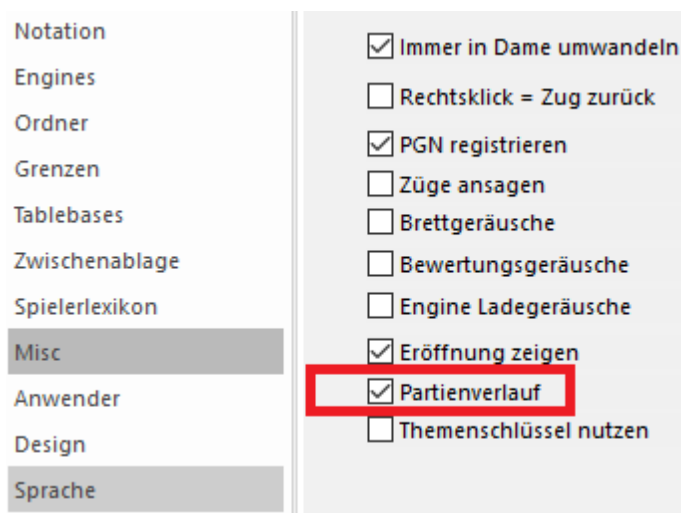 Notation
Engines
Ordner
Grenzen
Tablebases
Zwischenablage
Spielerlexikon
Misc
Anwender
Design
Sprache
Immer in Dame umwandeln
Rechtsklick = Zug zurück
PGN registrieren
Züge ansagen
Brettgeräusche
Bewertungsgeräusche
Engine Ladegeräusche
Eröffnung zeigen
Partienverlauf
Themenschlüssel nutzen